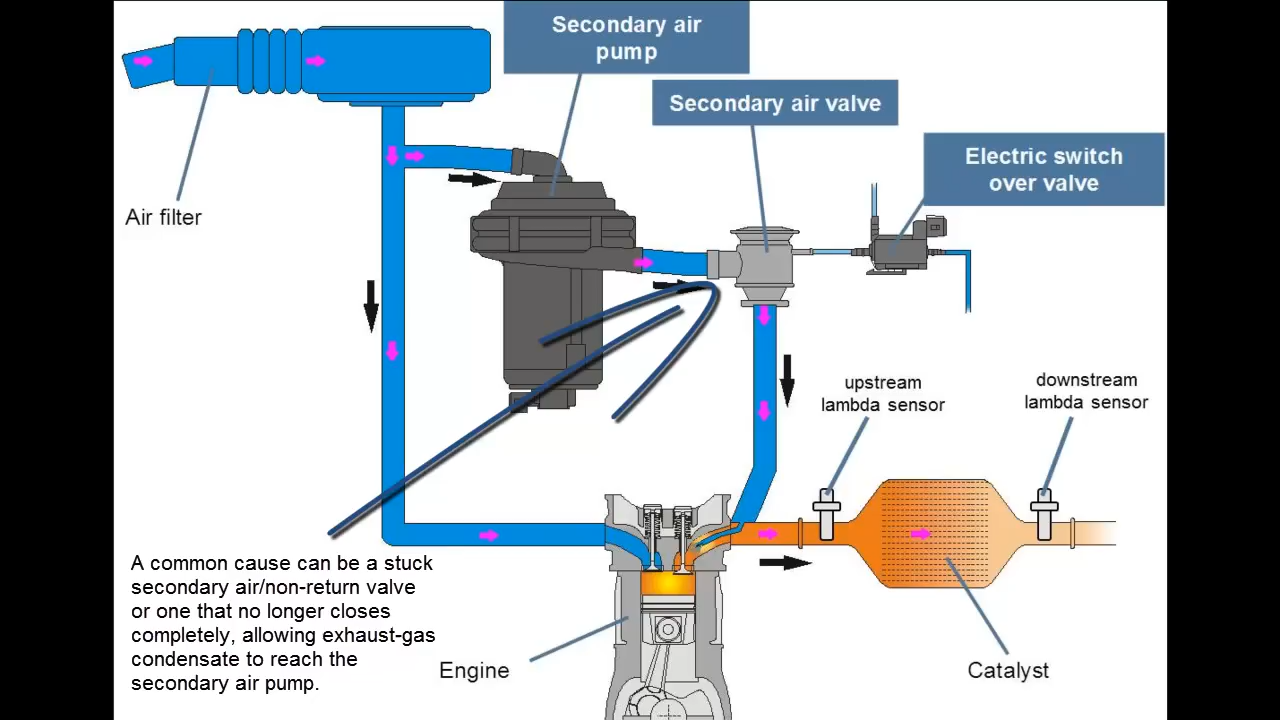 Secondary air
pump
Secondary air valve
Electric switch
over valve
Air filter
upstream
lambda sensor
downstream
lambda sensor
A common cause can be a stuck
secondary air/non-return valve
or one that no longer closes
completely, allowing exhaust-gas
condensate to reach the
secondary air pump.
Engine
Catalyst